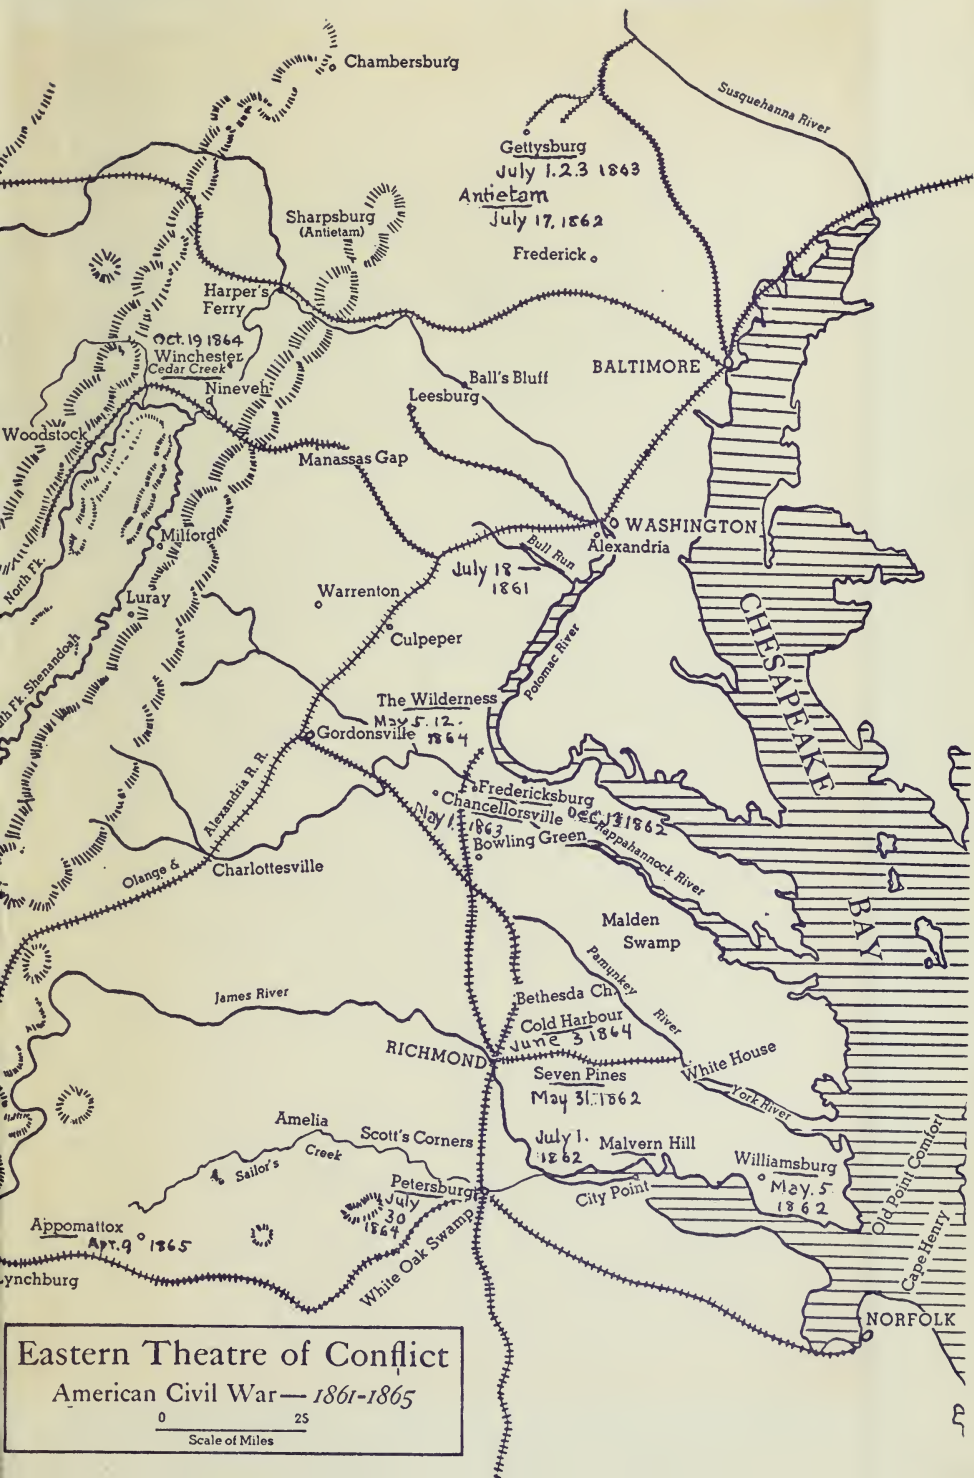 Chambersburg
Susquehanna River
Gettysburg
July 1.2.3 1863
Antietam
July 17, 1862
Sharpsburg
(Antietam)
Frederick
Harper's
Ferry
Oct. 19 1864
Winchester
Cedar Creek
Nineveh
BALTIMORE
Ball's Bluff
Leesburg
Woodstock
Manassas Gap
WASHINGTON
Alexandria
Bull Run
July 18
1861
Milford
North Fk.
Luray
Warrenton
Culpeper
CHESAPEAKE
Potomac River
th Fk. Shenandoah
The Wilderness
May 5. 12.
1864
Gordonsville
Alexandria R. R.
Fredericksburg
Dec. 13 1862
Chancellorsville
May 1.
1863
Bowling Green
Rappahannock River
Olange &
Charlottesville
BAY
Malden
Swamp
Pamunkey
River
James River
Bethesda Ch.
Cold Harbour
June 3 1864
RICHMOND
White House
Seven Pines
May 31. 1862
York River
Amelia
Scott's Corners
Sailor's Creek
July 1.
1862
Malvern Hill
Williamsburg
May. 5
1862
Old Point Comfort
Petersburg
July
30
1864
City Point
Appomattox
Apr. 9 1865
White Oak Swamp
Cape Henry
ynchburg
NORFOLK
Eastern Theatre of Conflict
American Civil War— 1861-1865
0 25
Scale of Miles